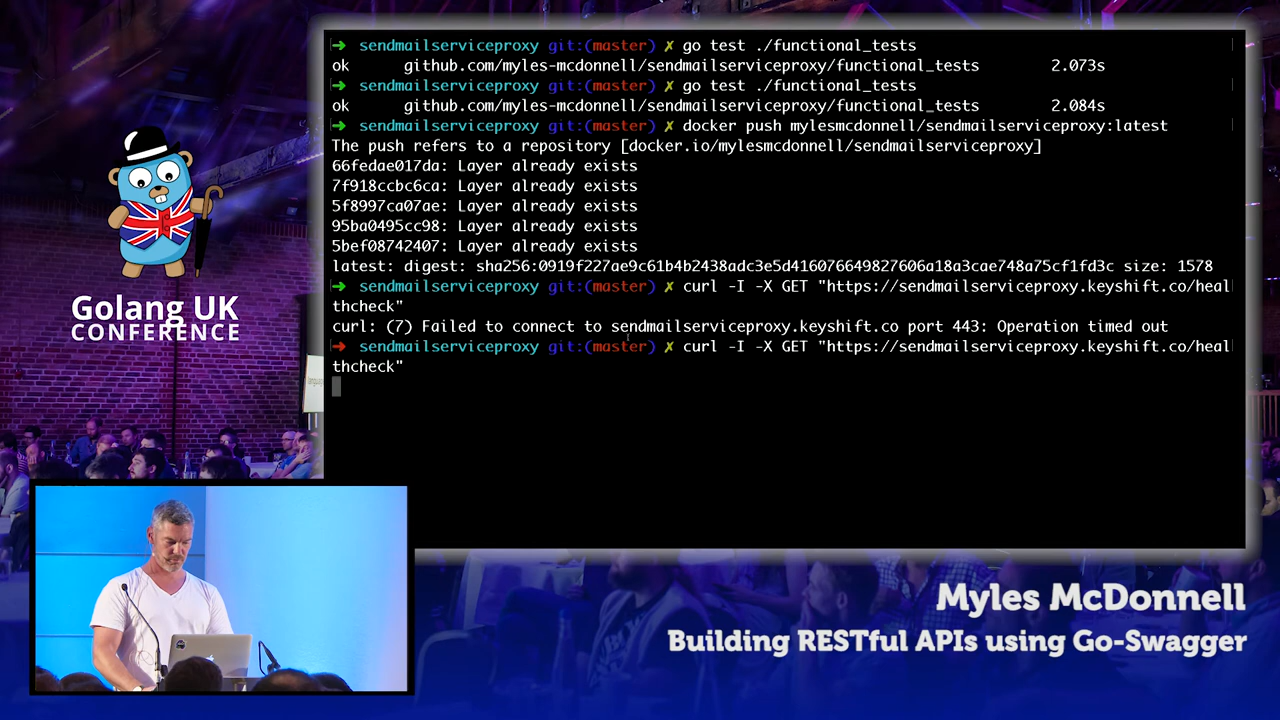 ➜ sendmailserviceproxy git:(master) ✗ go test ./functional_tests
ok github.com/myles-mcdonnell/sendmailserviceproxy/functional_tests 2.073s
➜ sendmailserviceproxy git:(master) ✗ go test ./functional_tests
ok github.com/myles-mcdonnell/sendmailserviceproxy/functional_tests 2.084s
➜ sendmailserviceproxy git:(master) ✗ docker push mylesmcdonnell/sendmailserviceproxy:latest
The push refers to a repository [docker.io/mylesmcdonnell/sendmailserviceproxy]
66fedae017da: Layer already exists
7f918ccbc6ca: Layer already exists
5f8997ca07ae: Layer already exists
95ba0495cc98: Layer already exists
5bef08742407: Layer already exists
latest: digest: sha256:0919f227ae9c61b4b2438adc3e5d416076649827606a18a3cae748a75cf1fd3c size: 1578
➜ sendmailserviceproxy git:(master) ✗ curl -I -X GET "https://sendmailserviceproxy.keyshift.co/heal
thcheck"
curl: (7) Failed to connect to sendmailserviceproxy.keyshift.co port 443: Operation timed out
➜ sendmailserviceproxy git:(master) ✗ curl -I -X GET "https://sendmailserviceproxy.keyshift.co/heal
thcheck"
Golang UK
CONFERENCE
Myles McDonnell
Building RESTful APIs using Go-Swagger